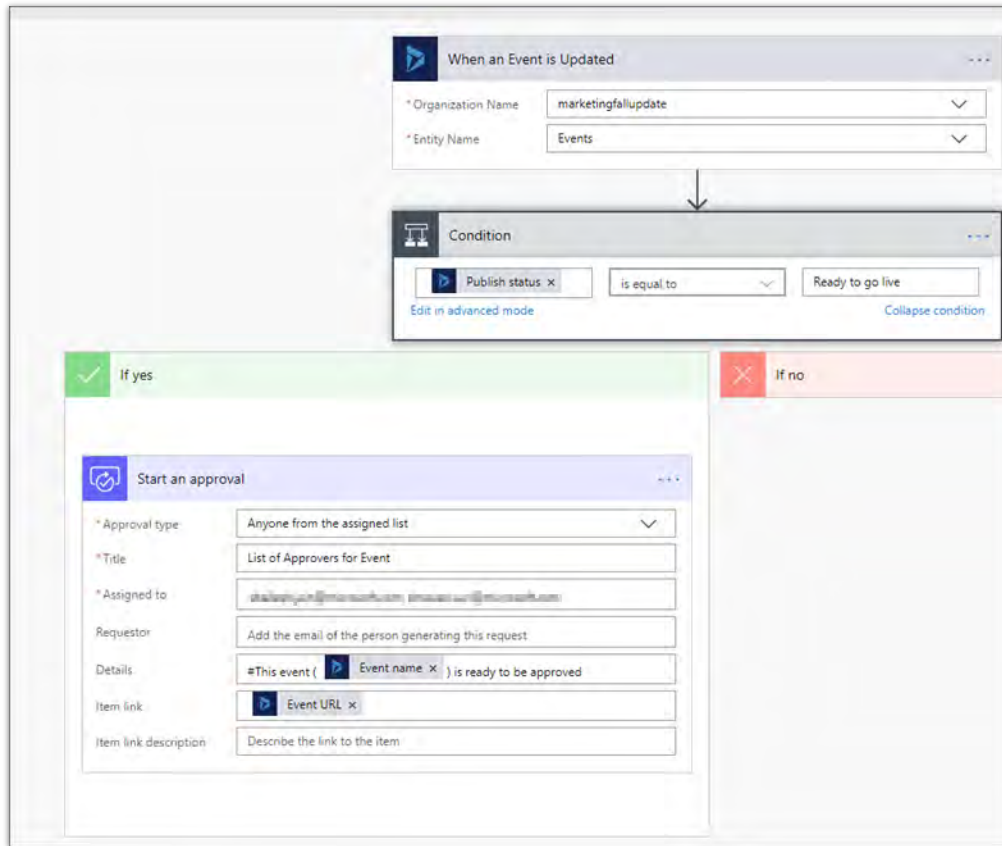 When an Event is Updated
* Organization Name marketingfallupdate
* Entity Name Events
Condition
Publish status × is equal to Ready to go live
Edit in advanced mode Collapse condition
If yes If no
Start an approval
* Approval type Anyone from the assigned list
* Title List of Approvers for Event
* Assigned to
Requestor Add the email of the person generating this request
Details #This event ( Event name × ) is ready to be approved
Item link Event URL ×
Item link description Describe the link to the item